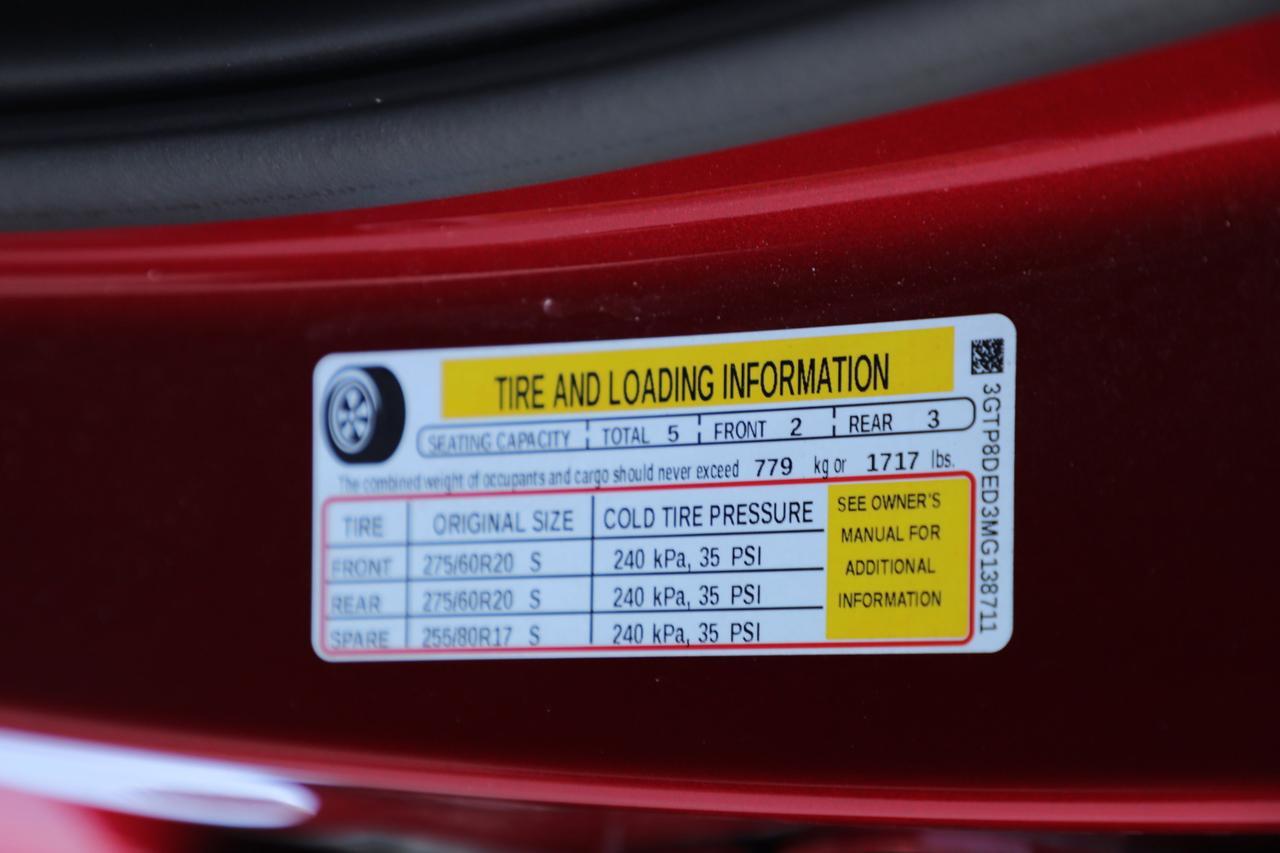 TIRE AND LOADING INFORMATION
SEATING CAPACITY TOTAL 5 FRONT 2 REAR 3
The combined weight of occupants and cargo should never exceed 779 kg or 1717 lbs.
TIRE ORIGINAL SIZE COLD TIRE PRESSURE
FRONT 275/60R20 S 240 kPa, 35 PSI
REAR 275/60R20 S 240 kPa, 35 PSI
SPARE 255/80R17 S 240 kPa, 35 PSI
SEE OWNER'S
MANUAL FOR
ADDITIONAL
INFORMATION
3GTP8DED3MG138711